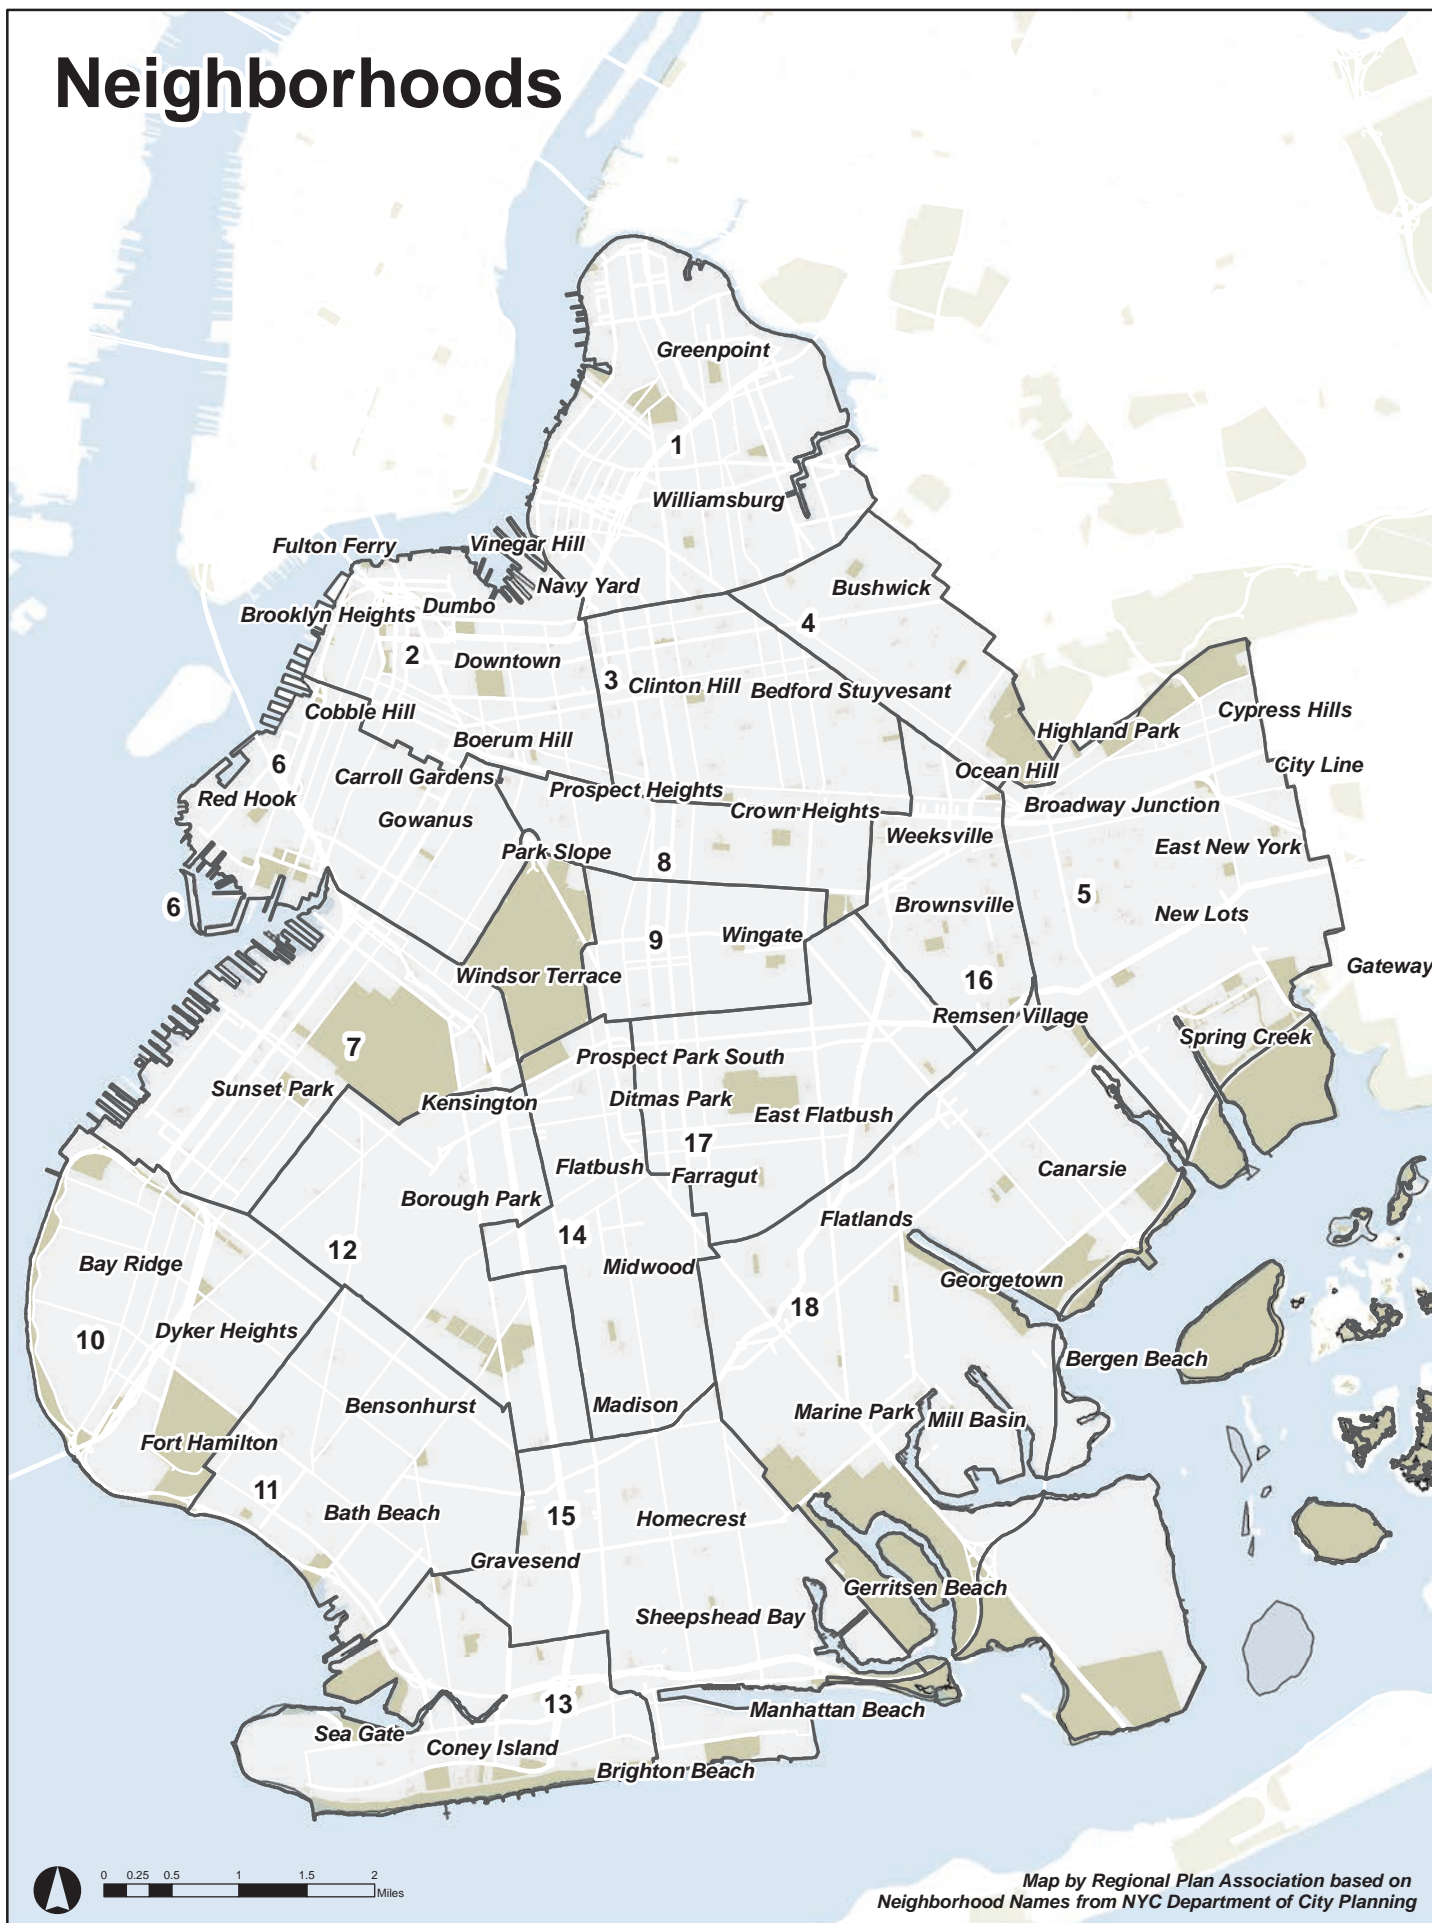 Neighborhoods
Greenpoint
1
Williamsburg
Fulton Ferry
Vinegar Hill
Navy Yard
Bushwick
Brooklyn Heights
Dumbo
4
2
Downtown
3
Clinton Hill
Bedford Stuyvesant
Cobble Hill
Cypress Hills
Highland Park
Boerum Hill
6
Carroll Gardens
Ocean Hill
City Line
Red Hook
Prospect Heights
Crown Heights
Broadway Junction
Gowanus
Weeksville
East New York
Park Slope
8
6
Brownsville
5
New Lots
9
Wingate
Windsor Terrace
16
Gateway
Remsen Village
Spring Creek
7
Prospect Park South
Sunset Park
Kensington
Ditmas Park
East Flatbush
17
Flatbush
Farragut
Canarsie
Borough Park
Flatlands
14
12
Bay Ridge
Midwood
Georgetown
18
10
Dyker Heights
Bergen Beach
Bensonhurst
Madison
Marine Park
Mill Basin
Fort Hamilton
11
Bath Beach
15
Homecrest
Gravesend
Gerritsen Beach
Sheepshead Bay
13
Manhattan Beach
Sea Gate
Coney Island
Brighton Beach
0 0.25 0.5 1 1.5 2
Miles
Map by Regional Plan Association based on
Neighborhood Names from NYC Department of City Planning